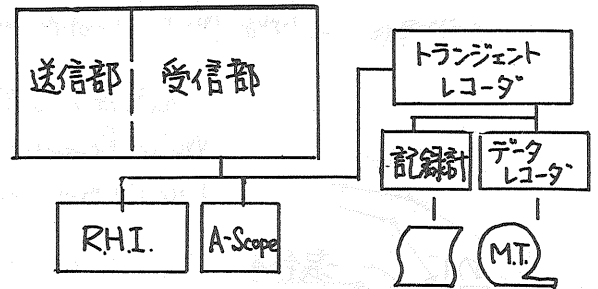 送信部
受信部
トランジェント
レコーダ
記録計
データ
レコーダ
R.H.I.
A-Scope
M.T.